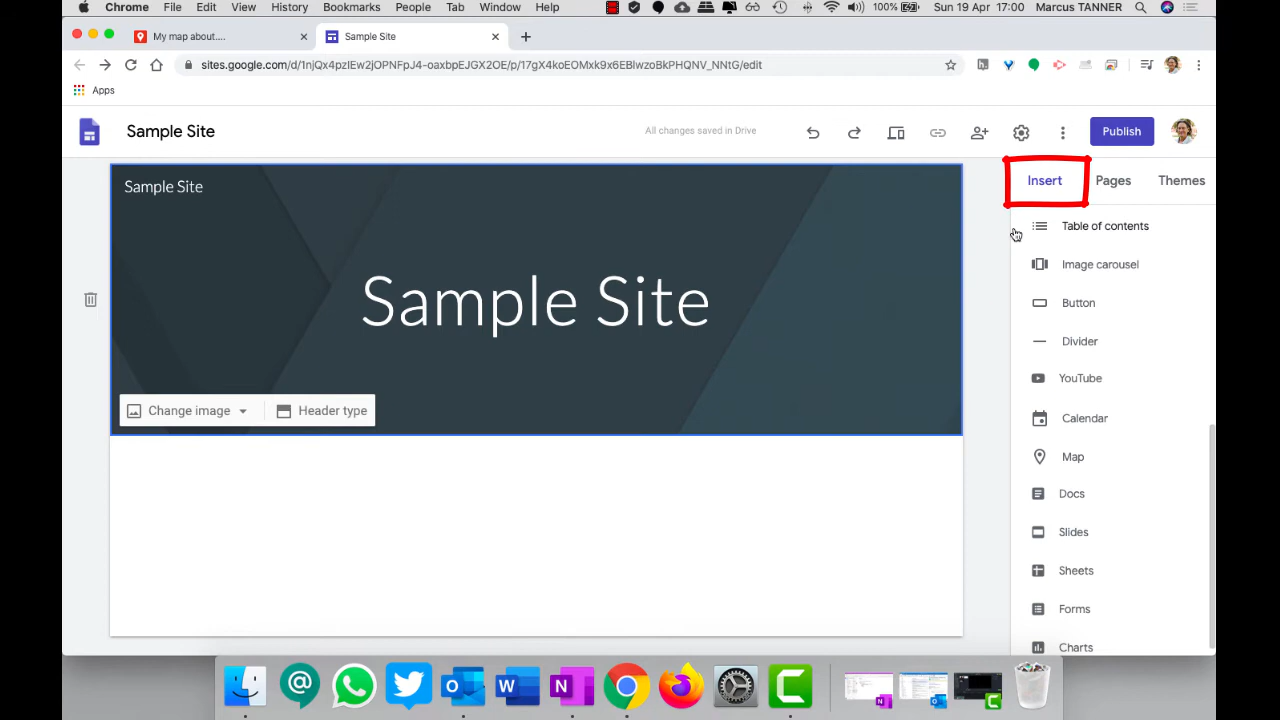 Chrome File Edit View History Bookmarks People Tab Window Help 100% Sun 19 Apr 17:00 Marcus TANNER
My map about.... Sample Site
sites.google.com/d/1njQx4pzIEw2jOPNFpJ4-oaxbpEJGX2OE/p/17gX4koEOMxk9x6EBlwzoBkPHQNV_NNtG/edit
Apps
Sample Site All changes saved in Drive Publish
Insert Pages Themes
Sample Site
Table of contents
Image carousel
Button
Sample Site
Divider
YouTube
Change image Header type
Calendar
Map
Docs
Slides
Sheets
Forms
Charts